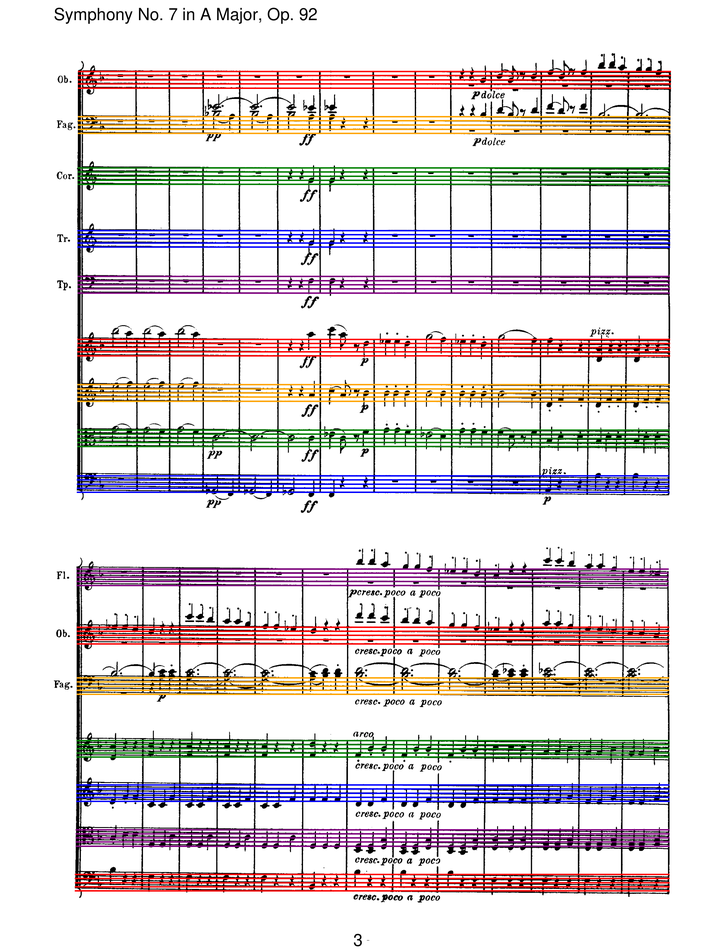 Symphony No. 7 in A Major, Op. 92
Ob.
p dolce
Fag.
pp ff p dolce
Cor.
ff
Tr.
ff
Tp.
ff
pizz.
ff p
ff p
pp ff p
pizz.
pp ff p
Fl.
p cresc. poco a poco
Ob.
cresc. poco a poco
Fag.
p cresc. poco a poco
arco
cresc. poco a poco
cresc. poco a poco
cresc. poco a poco
cresc. poco a poco
3